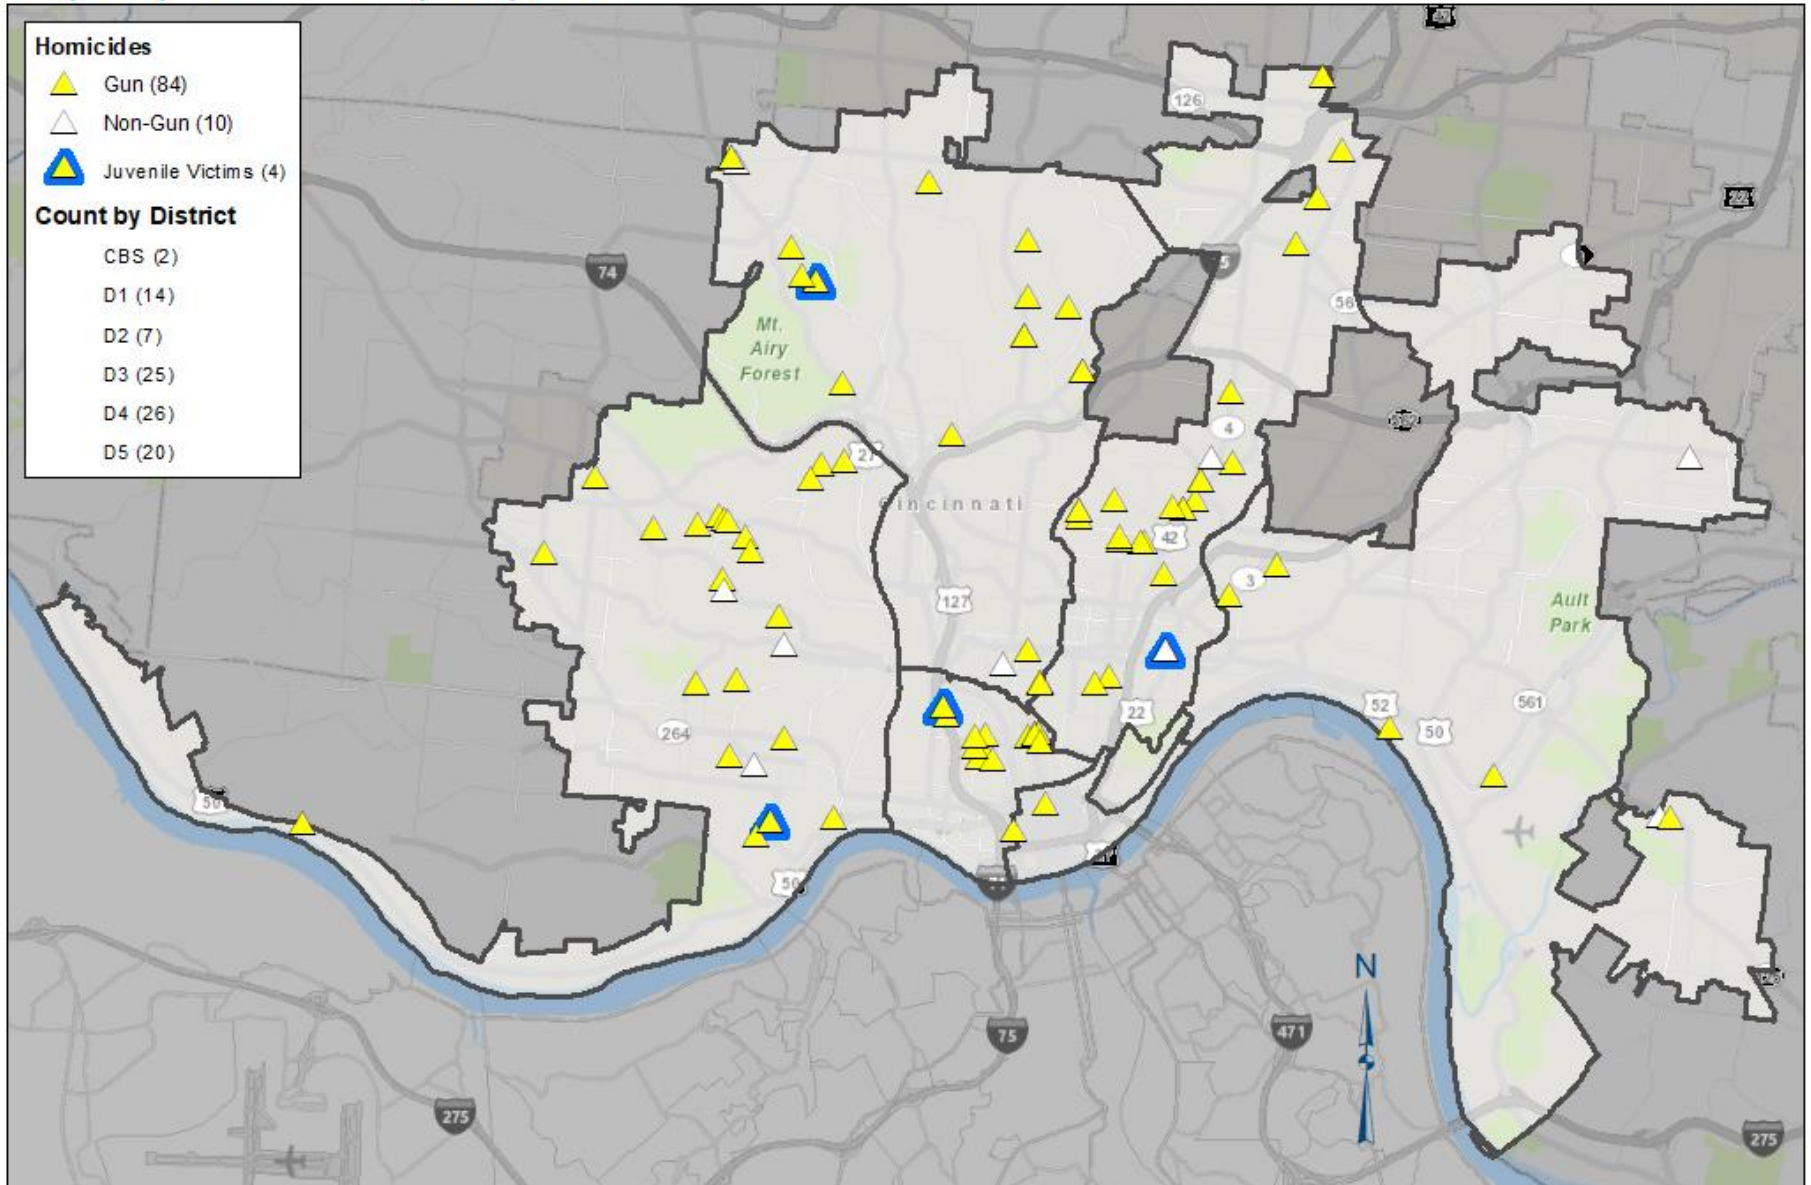 Homicides
Gun (84)
Non-Gun (10)
Juvenile Victims (4)
Count by District
CBS (2)
D1 (14)
D2 (7)
D3 (25)
D4 (26)
D5 (20)
126
22
74
56
Mt.
Airy
Forest
4
27
Cincinnati
42
3
127
Ault
Park
22
52
561
50
264
50
50
N
S
75
471
275
275